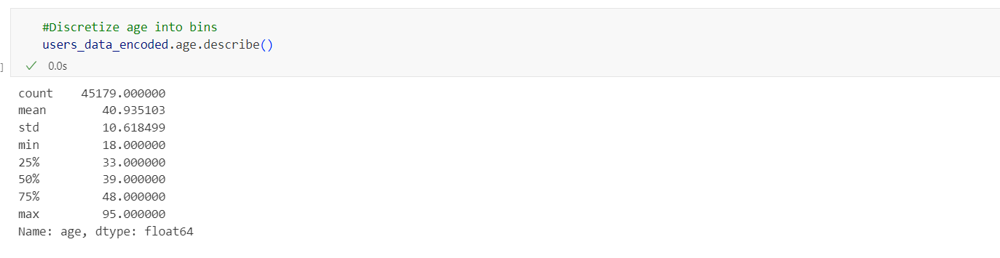 #Discretize age into bins
users_data_encoded.age.describe()
] ✓ 0.0s
count    45179.000000
mean        40.935103
std         10.618499
min         18.000000
25%         33.000000
50%         39.000000
75%         48.000000
max         95.000000
Name: age, dtype: float64